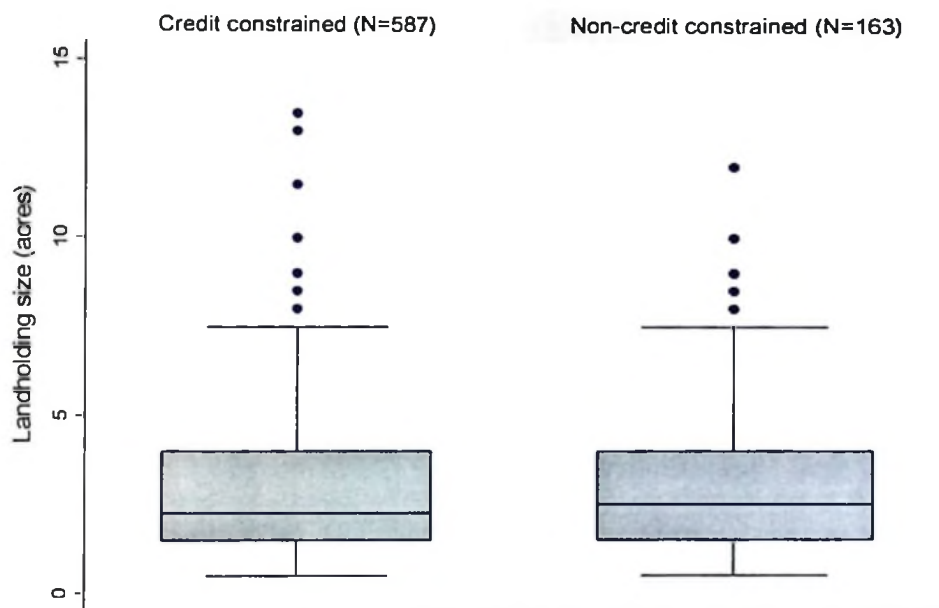 Credit constrained (N=587)
Non-credit constrained (N=163)
Landholding size (acres)
15
10
5
0